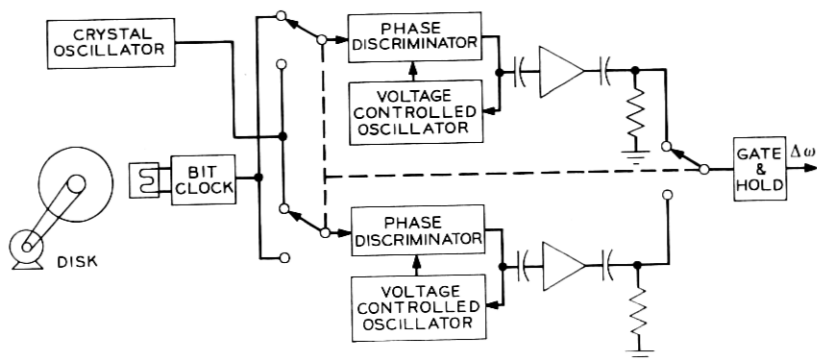 CRYSTAL
OSCILLATOR
PHASE
DISCRIMINATOR
VOLTAGE
CONTROLLED
OSCILLATOR
BIT
CLOCK
DISK
GATE
&
HOLD
Δω
PHASE
DISCRIMINATOR
VOLTAGE
CONTROLLED
OSCILLATOR